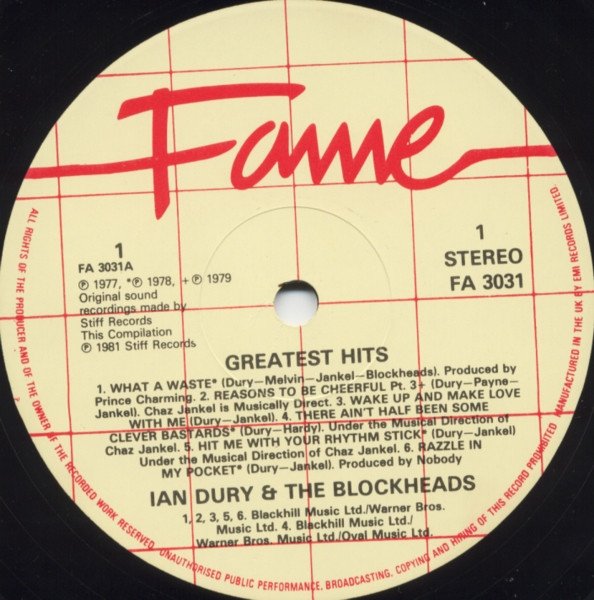 Fame
1
FA 3031A
℗ 1977, *℗ 1978, + ℗ 1979
Original sound
recordings made by
Stiff Records
This Compilation
℗ 1981 Stiff Records
1
STEREO
FA 3031
GREATEST HITS
1. WHAT A WASTE* (Dury—Melvin—Jankel—Blockheads). Produced by
Prince Charming. 2. REASONS TO BE CHEERFUL Pt. 3+ (Dury—Payne—
Jankel). Chaz Jankel is Musically Direct. 3. WAKE UP AND MAKE LOVE
WITH ME (Dury—Jankel). 4. THERE AIN'T HALF BEEN SOME
CLEVER BASTARDS* (Dury—Hardy). Under the Musical Direction of
Chaz Jankel. 5. HIT ME WITH YOUR RHYTHM STICK* (Dury—Jankel)
Under the Musical Direction of Chaz Jankel. 6. RAZZLE IN
MY POCKET* (Dury—Jankel). Produced by Nobody
IAN DURY & THE BLOCKHEADS
1, 2, 3, 5, 6. Blackhill Music Ltd./Warner Bros.
Music Ltd. 4. Blackhill Music Ltd./
Warner Bros. Music Ltd./Oval Music Ltd.
ALL RIGHTS OF THE PRODUCER AND OF THE OWNER OF THE RECORDED WORK RESERVED. UNAUTHORISED PUBLIC PERFORMANCE, BROADCASTING, COPYING AND HIRING OF THIS RECORD PROHIBITED MANUFACTURED IN THE U.K. BY EMI RECORDS LIMITED.